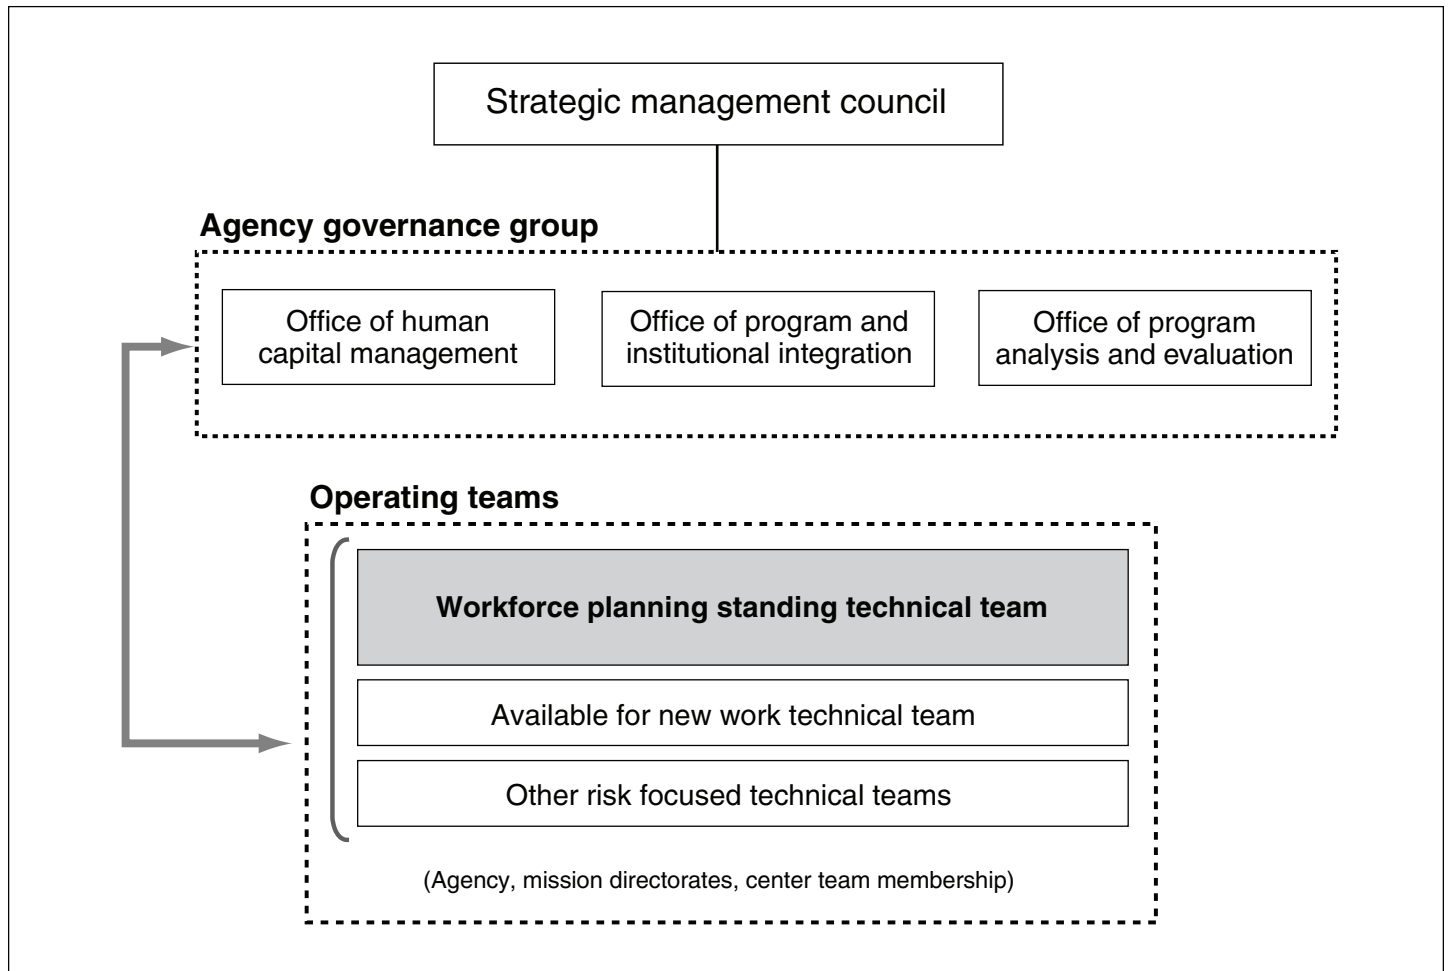 Strategic management council
Agency governance group
Office of human
capital management
Office of program and
institutional integration
Office of program
analysis and evaluation
Operating teams
Workforce planning standing technical team
Available for new work technical team
Other risk focused technical teams
(Agency, mission directorates, center team membership)